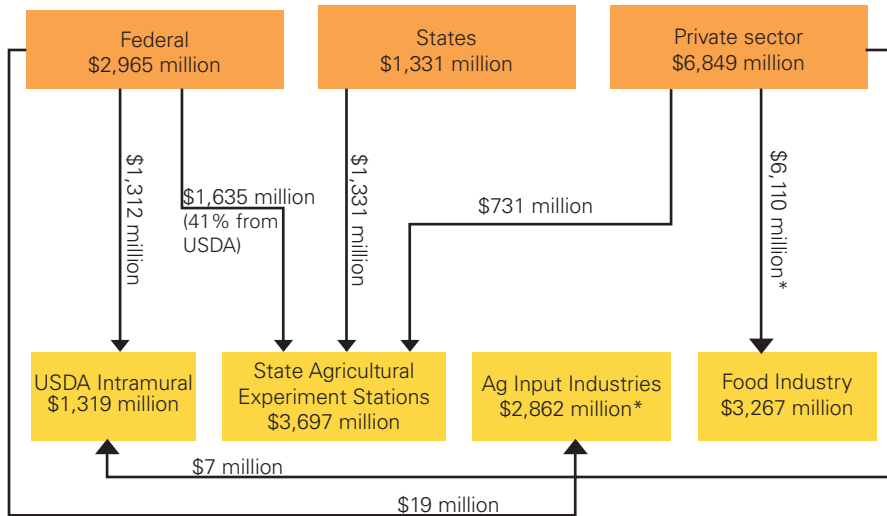 Federal
$2,965 million
States
$1,331 million
Private sector
$6,849 million
$1,312 million
$1,635 million
(41% from
USDA)
$1,331 million
$731 million
$6,110 million*
USDA Intramural
$1,319 million
State Agricultural
Experiment Stations
$3,697 million
Ag Input Industries
$2,862 million*
Food Industry
$3,267 million
$7 million
$19 million